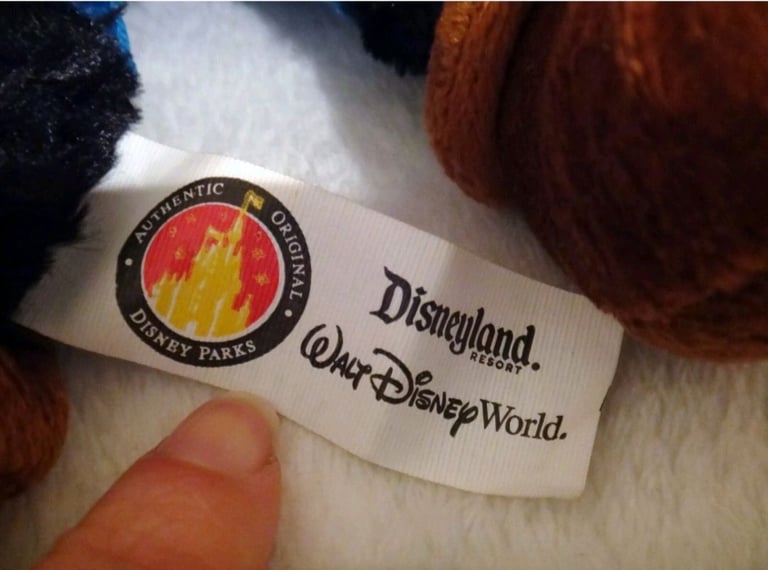 AUTHENTIC ORIGINAL
DISNEY PARKS
Disneyland.
RESORT
WALT DISNEY World.